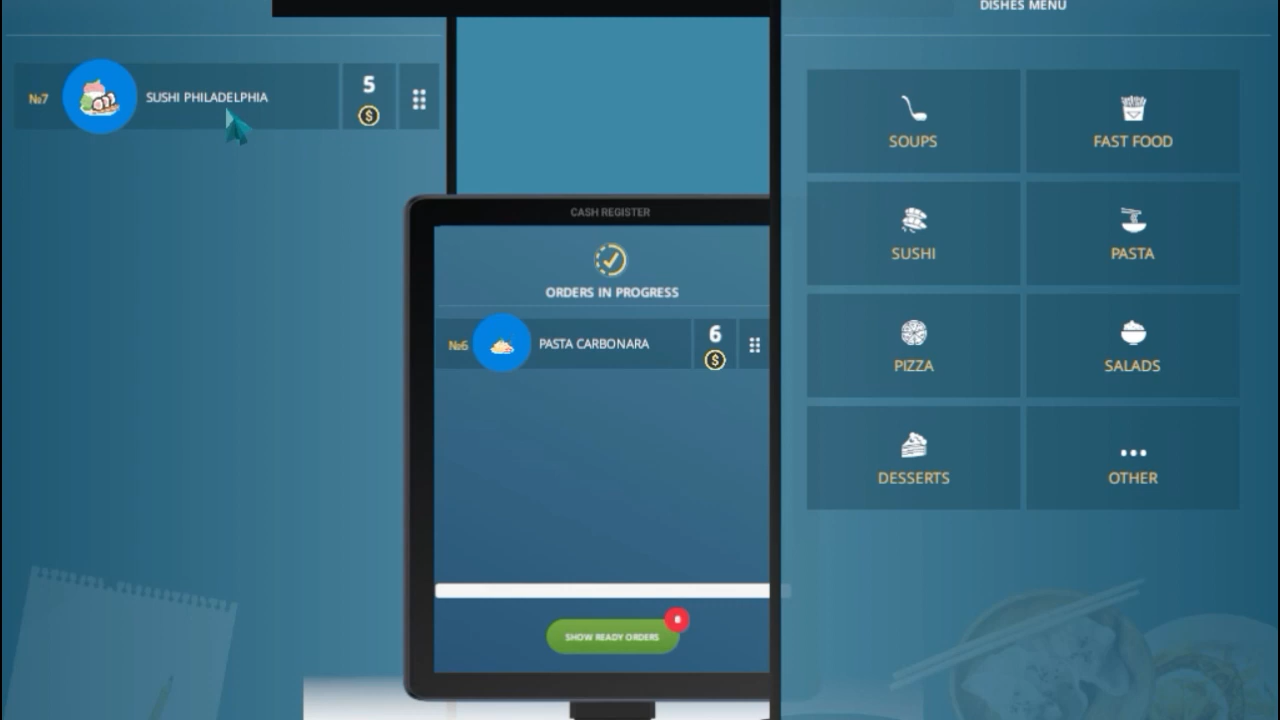 DISHES MENU
№7
SUSHI PHILADELPHIA
5
SOUPS
FAST FOOD
SUSHI
PASTA
PIZZA
SALADS
DESSERTS
OTHER
CASH REGISTER
ORDERS IN PROGRESS
№6
PASTA CARBONARA
6
SHOW READY ORDERS